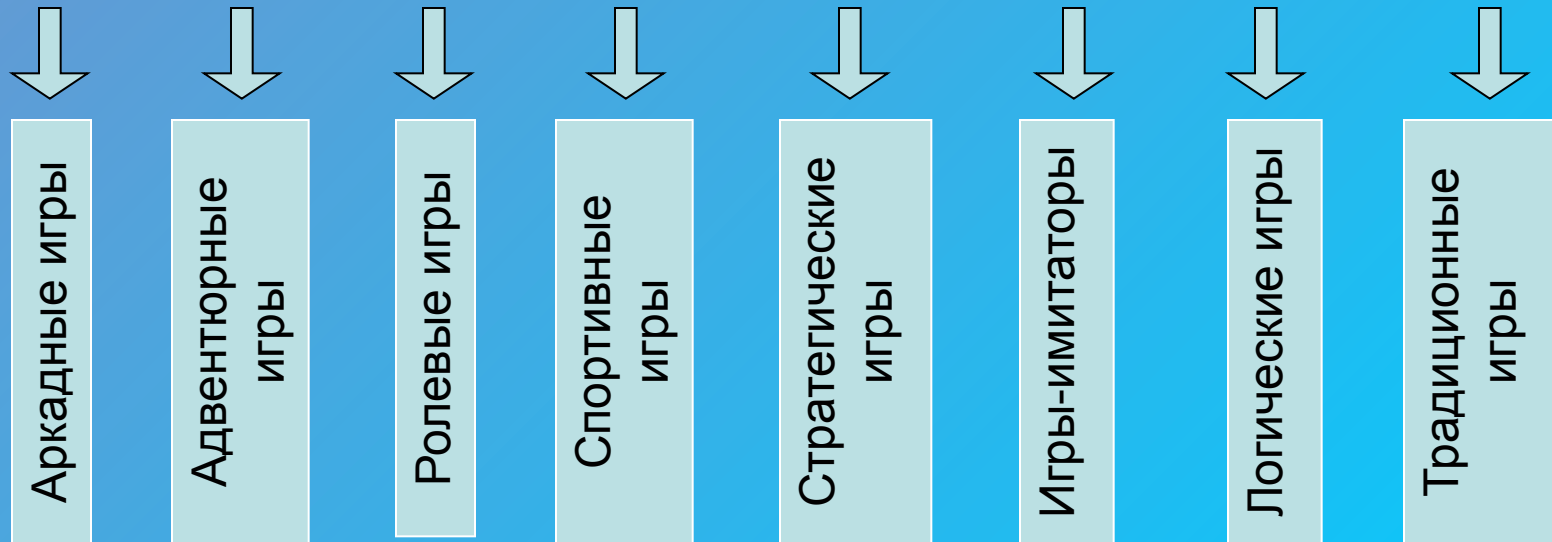 Аркадные игры
Адвентюрные
игры
Ролевые игры
Спортивные
игры
Стратегические
игры
Игры-имитаторы
Логические игры
Традиционные
игры